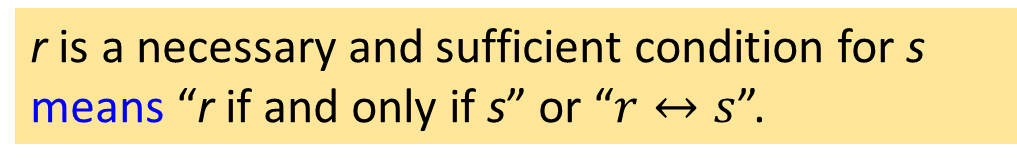 r is a necessary and sufficient condition for s
means “r if and only if s” or “r ↔ s”.